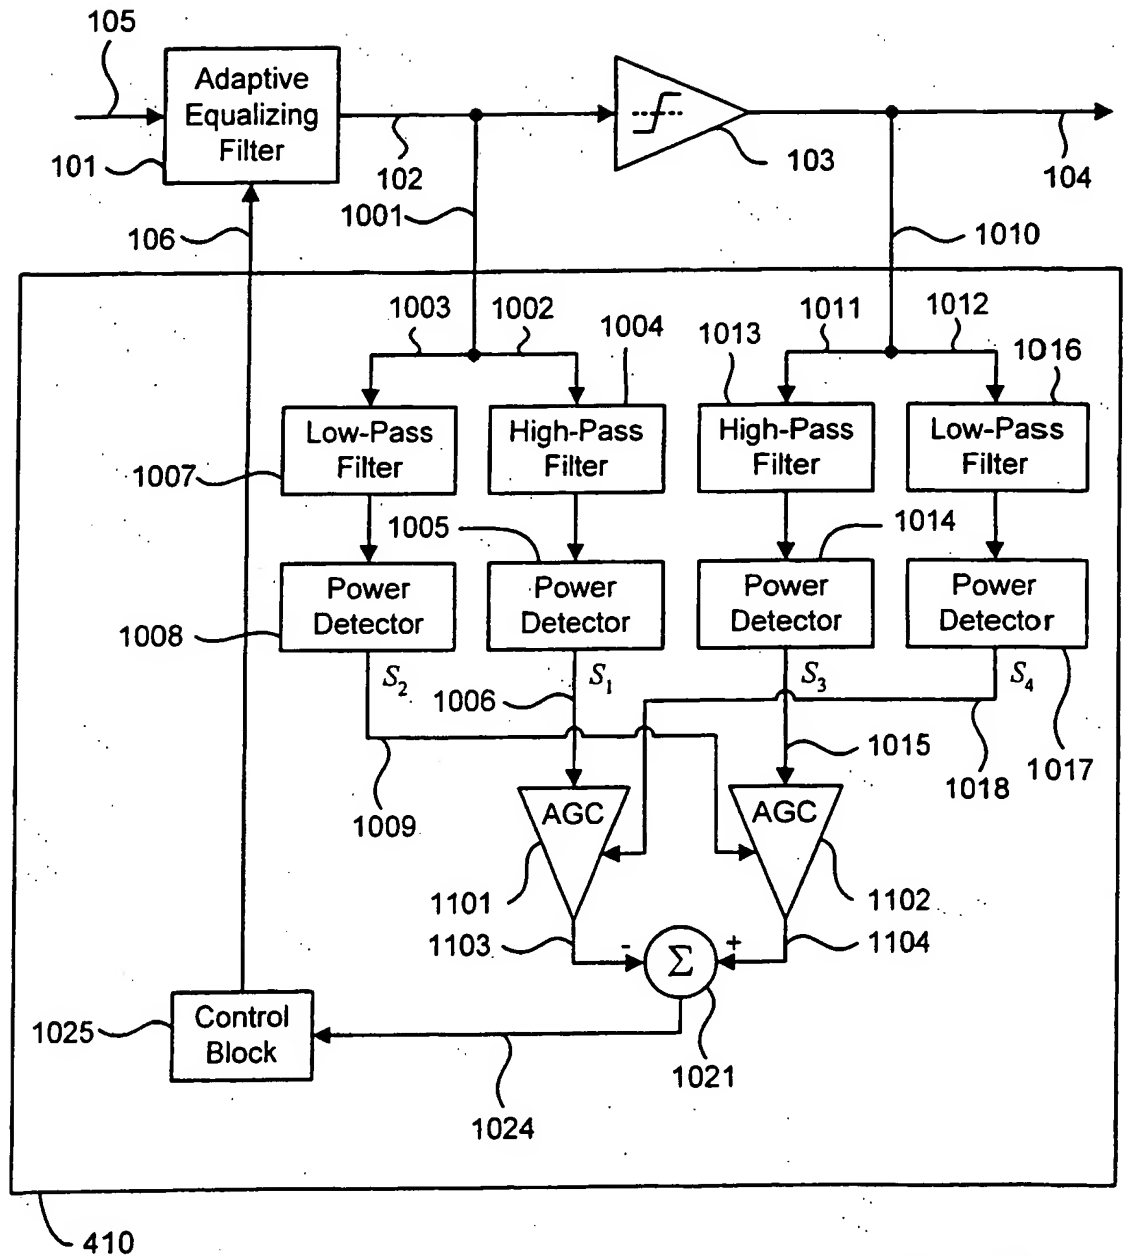 105
Adaptive
Equalizing
Filter
101
102
103
104
1001
106
1010
1003
1002
1004
1013
1011
1012
1016
Low-Pass
Filter
High-Pass
Filter
High-Pass
Filter
Low-Pass
Filter
1007
1005
1014
Power
Detector
Power
Detector
Power
Detector
Power
Detector
1008
S₂
1006
S₁
S₃
S₄
1015
1018
1017
1009
AGC
AGC
1101
1102
1103
-
+
1104
Σ
1025
Control
Block
1021
1024
410